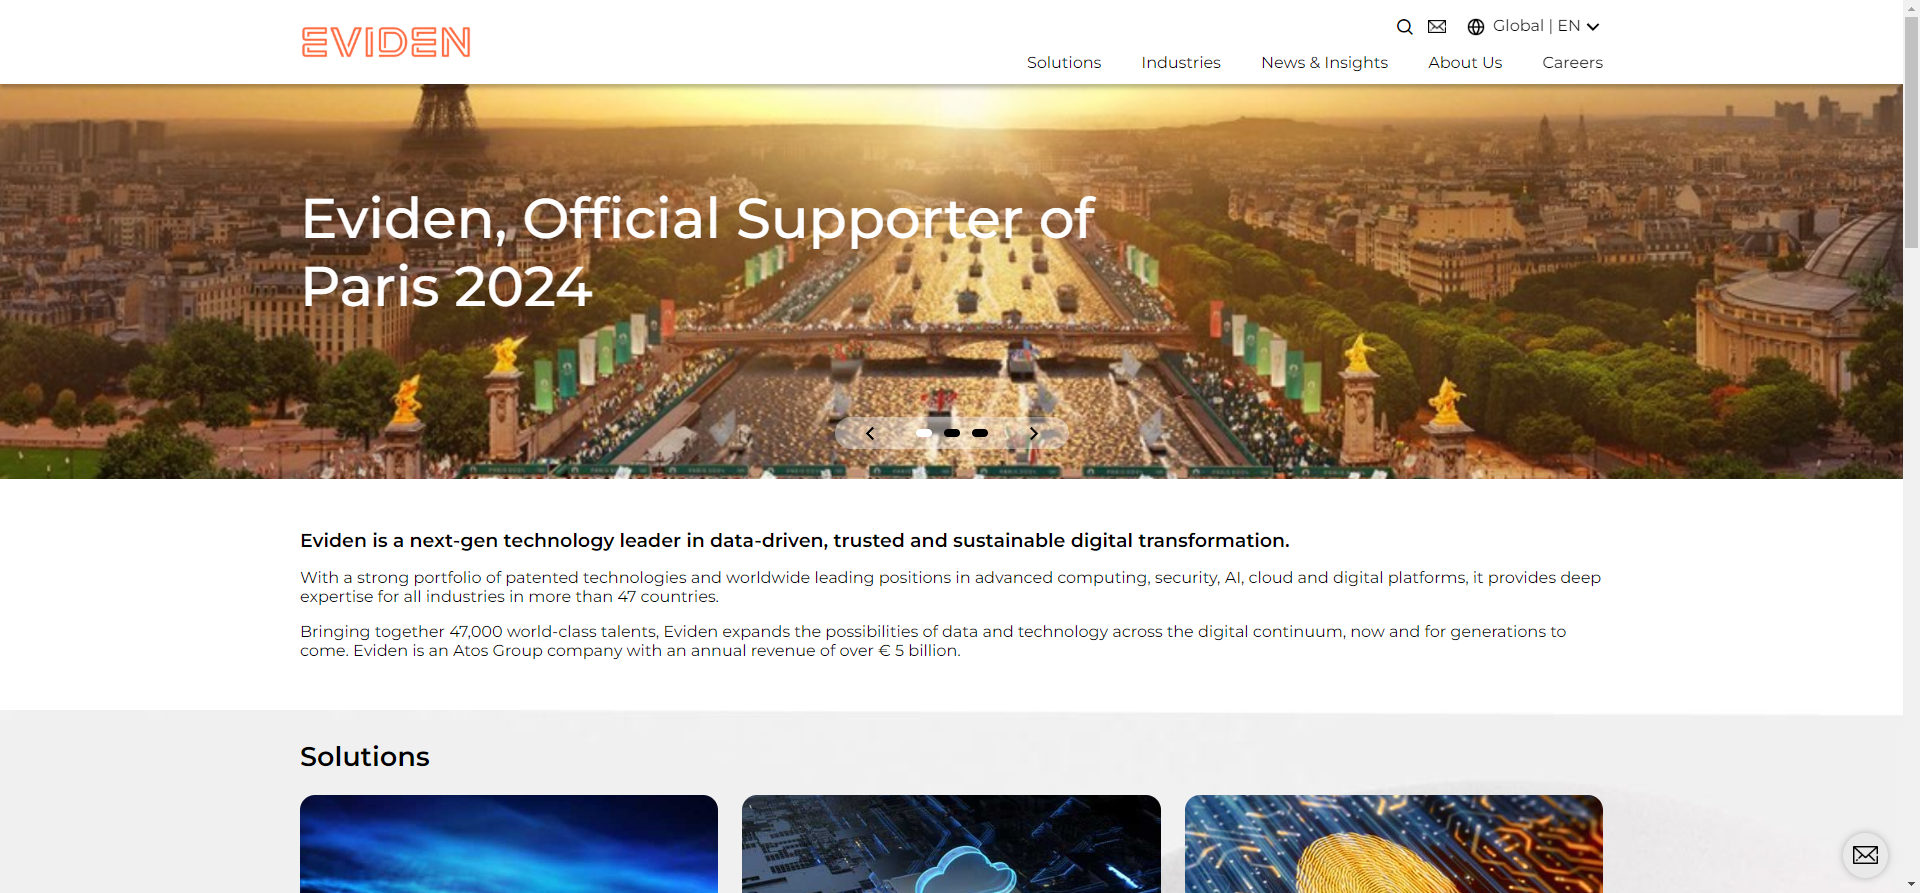 EVIDEN
Global | EN
Solutions
Industries
News & Insights
About Us
Careers
Eviden, Official Supporter of
Paris 2024
Eviden is a next-gen technology leader in data-driven, trusted and sustainable digital transformation.
With a strong portfolio of patented technologies and worldwide leading positions in advanced computing, security, AI, cloud and digital platforms, it provides deep
expertise for all industries in more than 47 countries.
Bringing together 47,000 world-class talents, Eviden expands the possibilities of data and technology across the digital continuum, now and for generations to
come. Eviden is an Atos Group company with an annual revenue of over € 5 billion.
Solutions